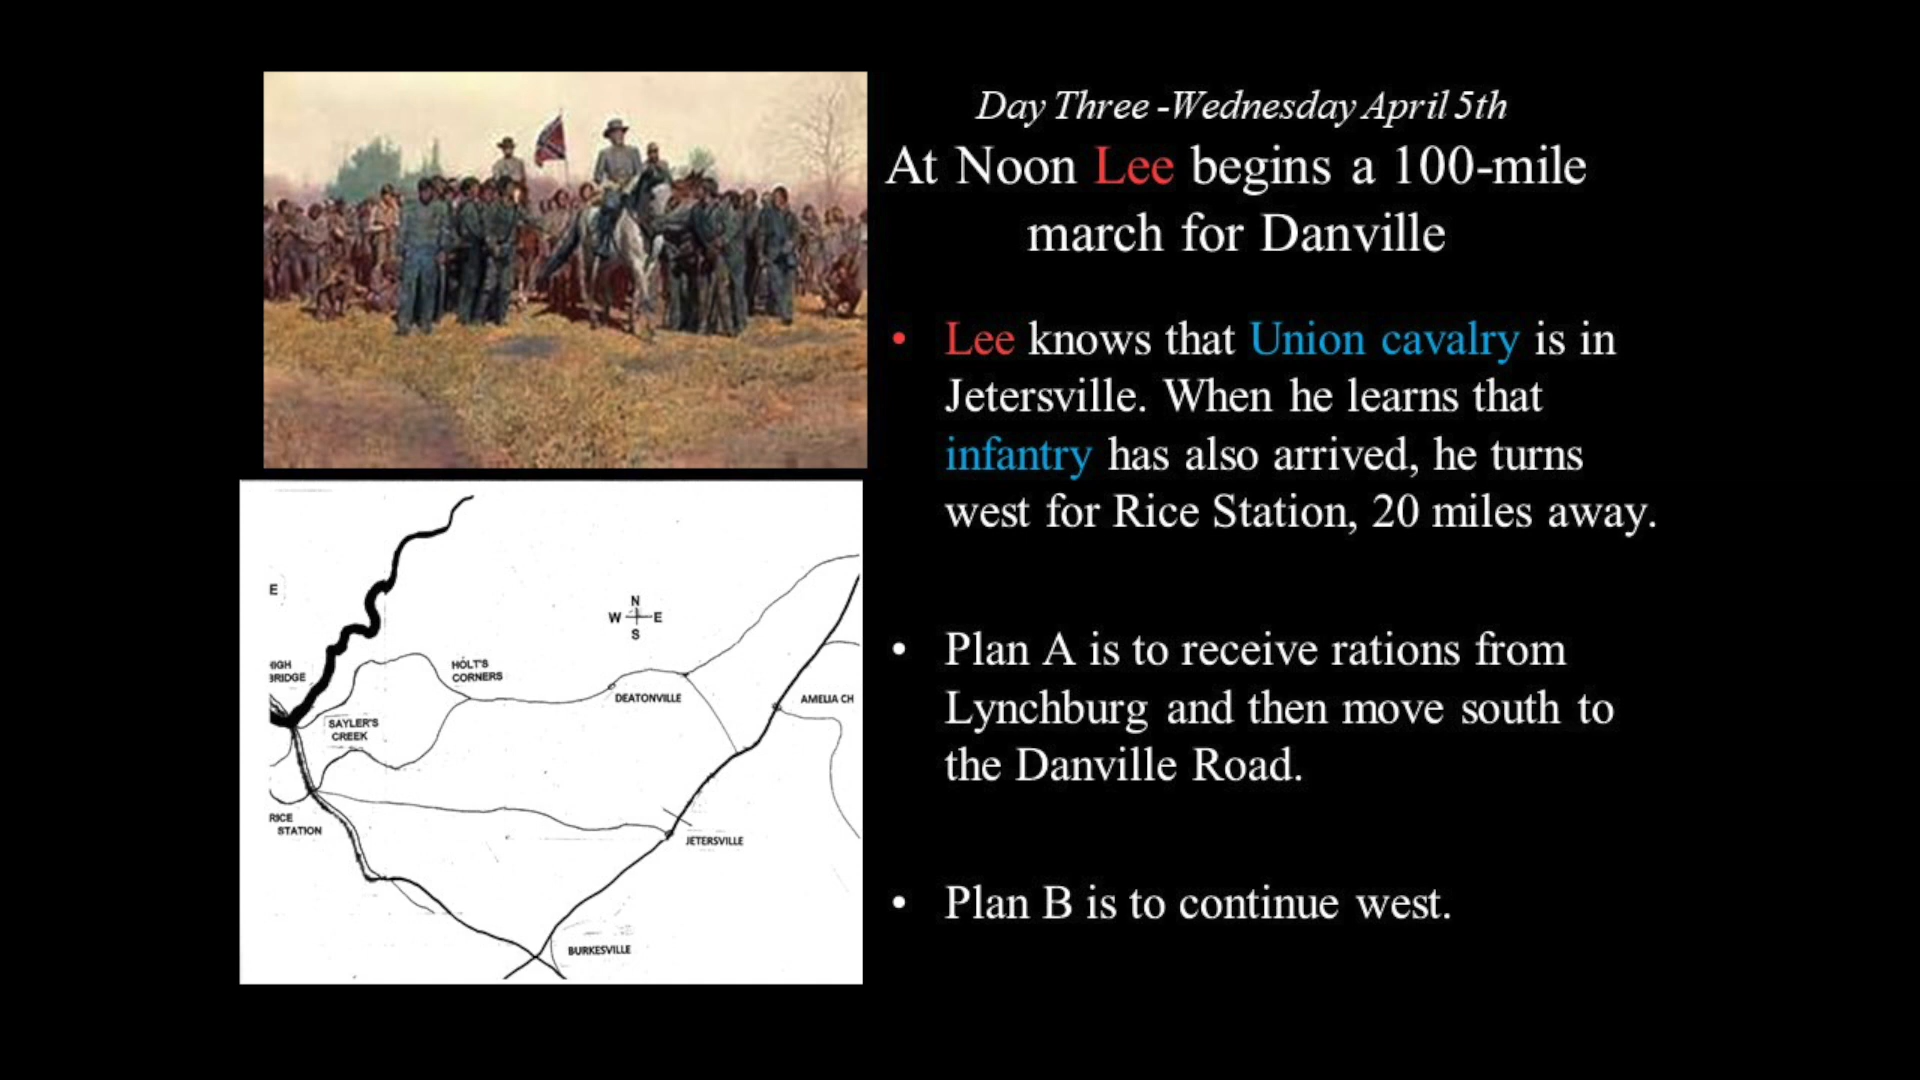 Day Three -Wednesday April 5th
At Noon Lee begins a 100-mile
march for Danville
• Lee knows that Union cavalry is in
Jetersville. When he learns that
infantry has also arrived, he turns
west for Rice Station, 20 miles away.
• Plan A is to receive rations from
Lynchburg and then move south to
the Danville Road.
• Plan B is to continue west.
E
N
W E
S
HIGH
BRIDGE
HOLT'S
CORNERS
DEATONVILLE
AMELIA CH
SAYLER'S
CREEK
RICE
STATION
JETERSVILLE
BURKESVILLE